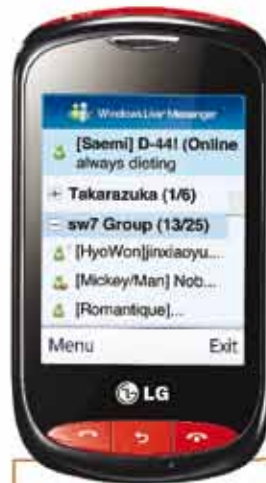 Windows Live Messenger
[Saemi] D-44! (Online
always dieting
Takarazuka (1/6)
sw7 Group (13/25)
[HyoWon]jinxiaoyu...
[Mickey/Man] Nob...
[Romantique]...
Menu Exit
LG